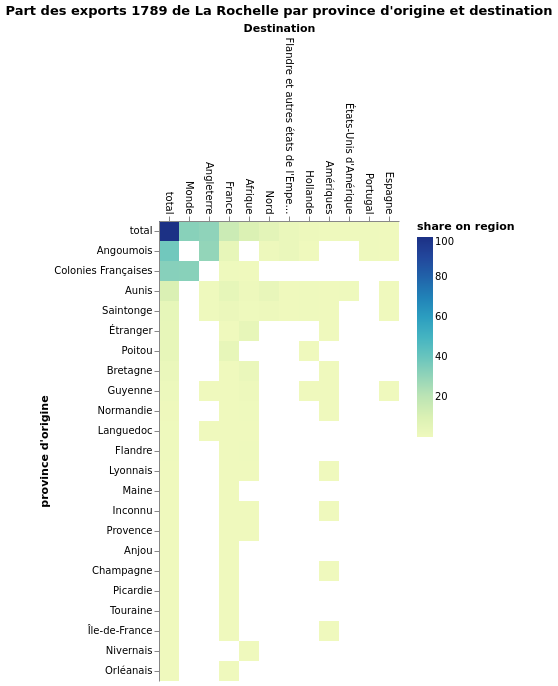 Part des exports 1789 de La Rochelle par province d'origine et destination
Destination
total
Monde
Angleterre
France
Afrique
Nord
Flandre et autres états de l'Empe...
Hollande
Amériques
États-Unis d'Amérique
Portugal
Espagne
province d'origine
total
Angoumois
Colonies Françaises
Aunis
Saintonge
Étranger
Poitou
Bretagne
Guyenne
Normandie
Languedoc
Flandre
Lyonnais
Maine
Inconnu
Provence
Anjou
Champagne
Picardie
Touraine
Île-de-France
Nivernais
Orléanais
share on region
100
80
60
40
20